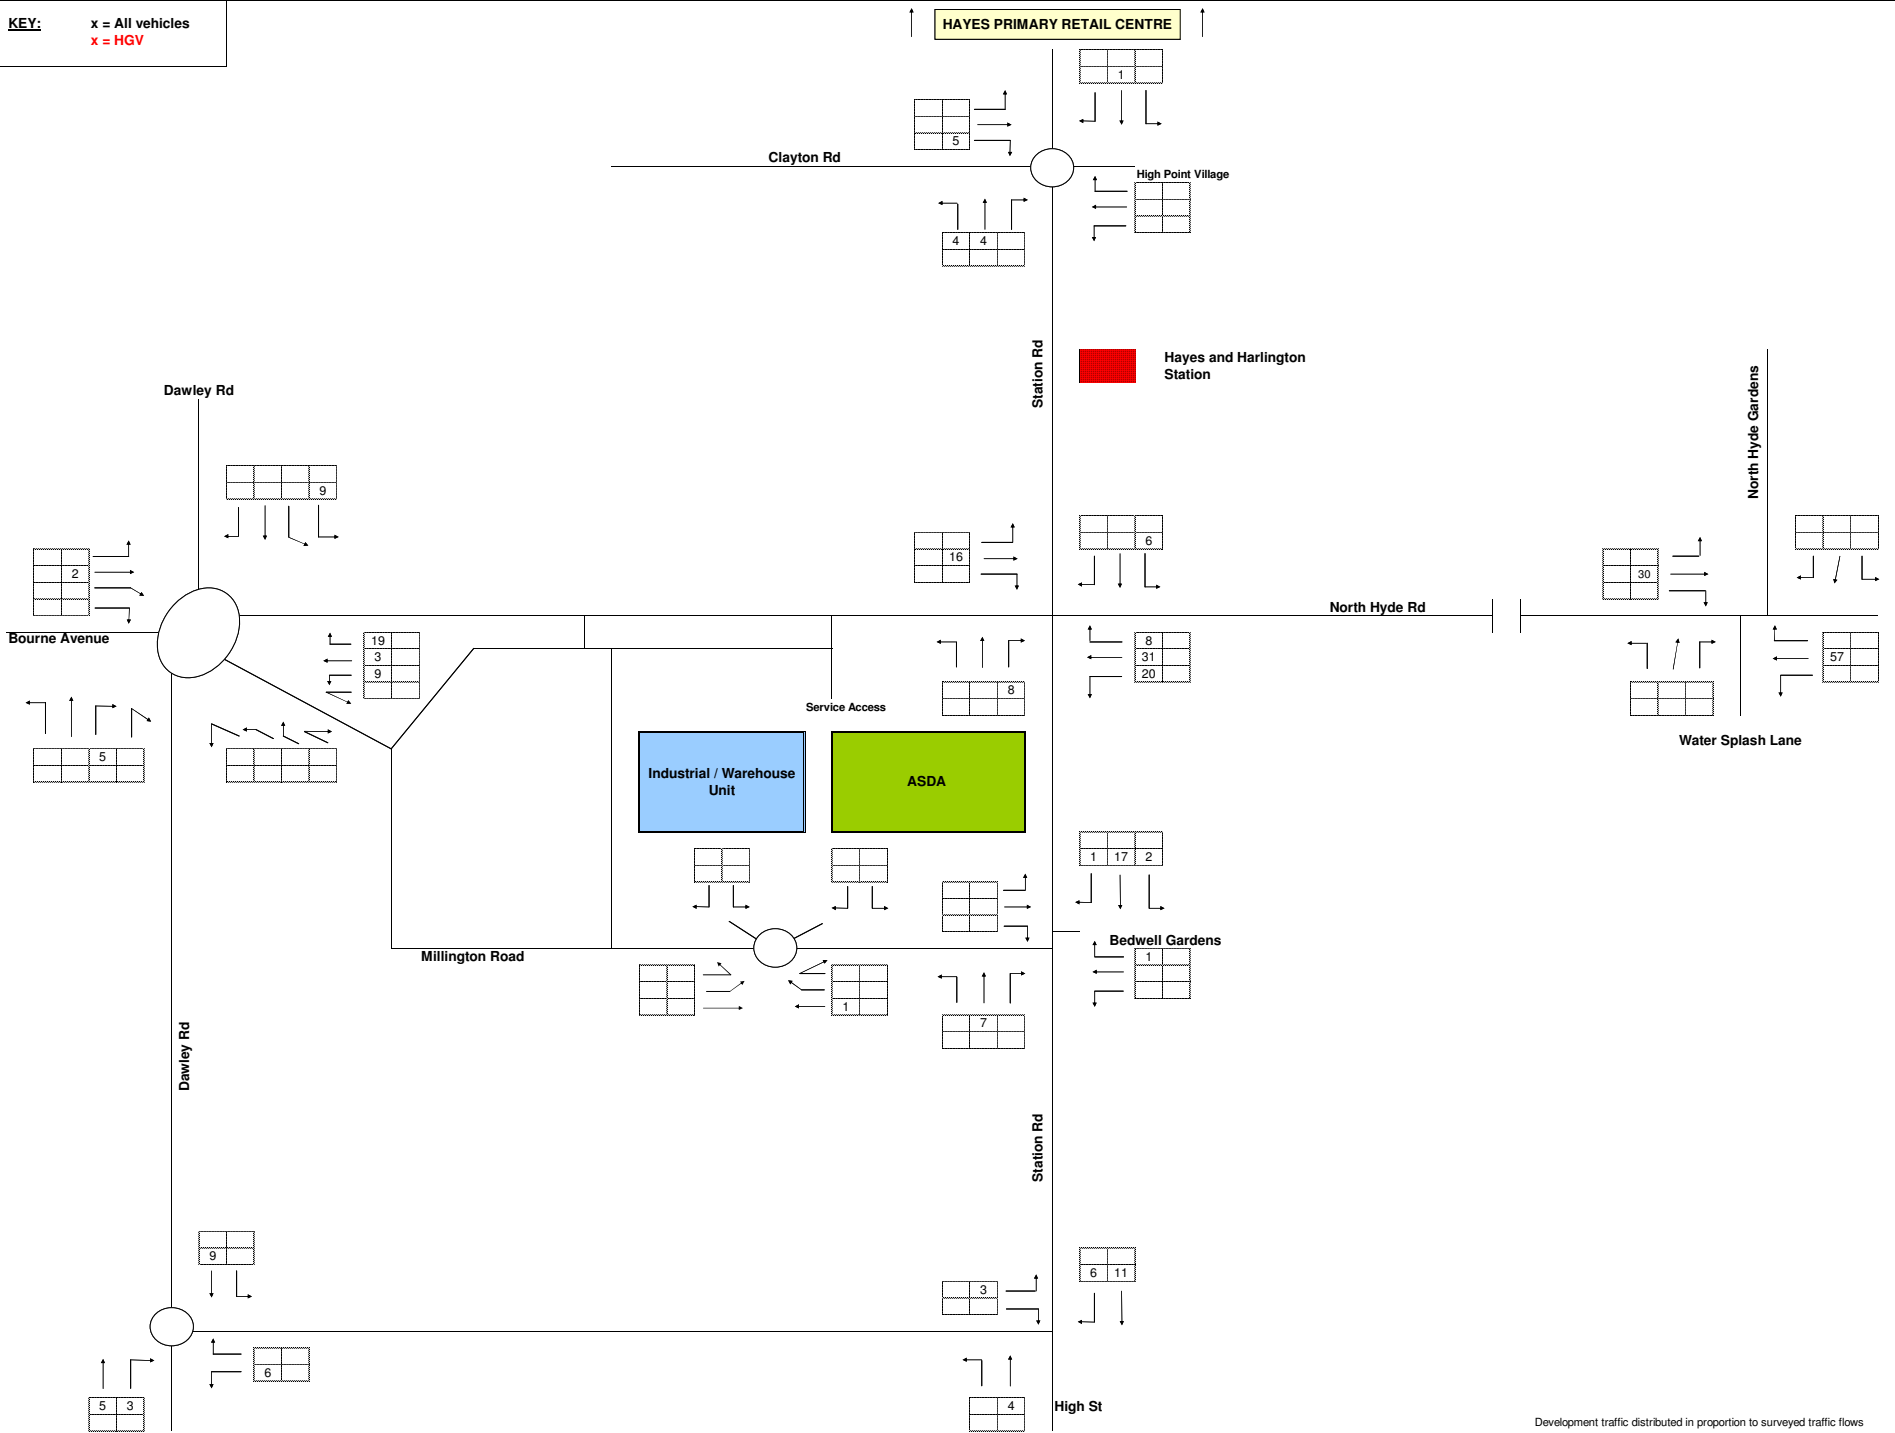 KEY: x = All vehicles
x = HGV
HAYES PRIMARY RETAIL CENTRE
1
5
Clayton Rd
High Point Village
4 4
Station Rd
Hayes and Harlington
Station
North Hyde Gardens
Dawley Rd
9
2
16
6
30
North Hyde Rd
Bourne Avenue
19
3
9
8
31
20
57
8
Service Access
Water Splash Lane
5
Industrial / Warehouse
Unit
ASDA
1 17 2
Bedwell Gardens
1
Millington Road
1
7
Dawley Rd
Station Rd
9
3
6 11
6
5 3
4
High St
Development traffic distributed in proportion to surveyed traffic flows